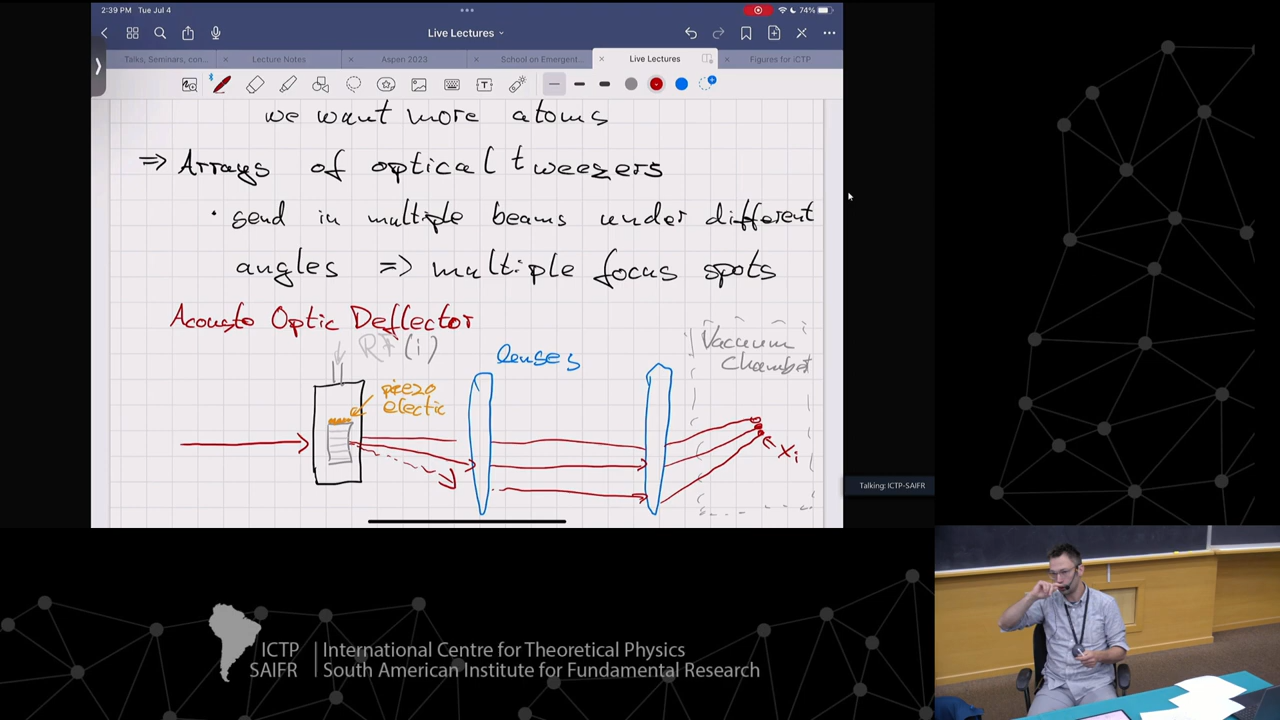 2:39 PM Tue Jul 4
74%
Live Lectures
Talks, Seminars, con...
Lecture Notes
Aspen 2023
School on Emergent...
Live Lectures
Figures for iCTP
we want more atoms
=> Arrays of optical tweezers
· send in multiple beams under different
angles => multiple focus spots
Acousto Optic Deflector
RF (i)
lenses
Vacuum
Chamber
piezo
electric
xi
Talking: ICTP-SAIFR
ICTP
SAIFR
International Centre for Theoretical Physics
South American Institute for Fundamental Research